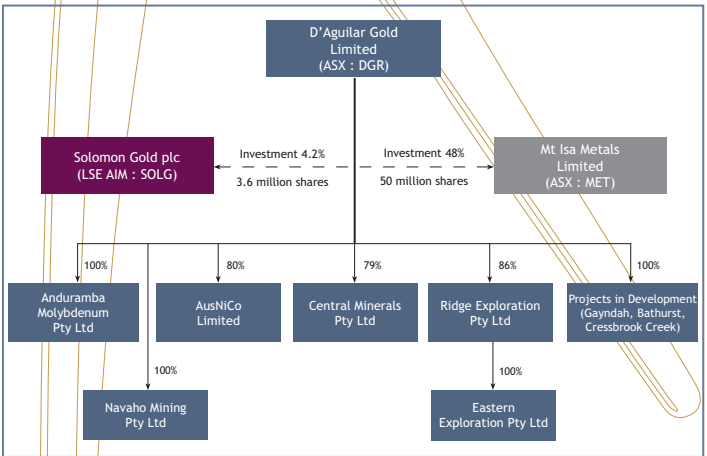 D'Aguilar Gold
Limited
(ASX : DGR)
Solomon Gold plc
(LSE AIM : SOLG)
Investment 4.2%
3.6 million shares
Investment 48%
50 million shares
Mt Isa Metals
Limited
(ASX : MET)
100%
80%
79%
86%
100%
Anduramba
Molybdenum
Pty Ltd
AusNiCo
Limited
Central Minerals
Pty Ltd
Ridge Exploration
Pty Ltd
Projects in Development
(Gayndah, Bathurst,
Cressbrook Creek)
100%
100%
Navaho Mining
Pty Ltd
Eastern
Exploration Pty Ltd